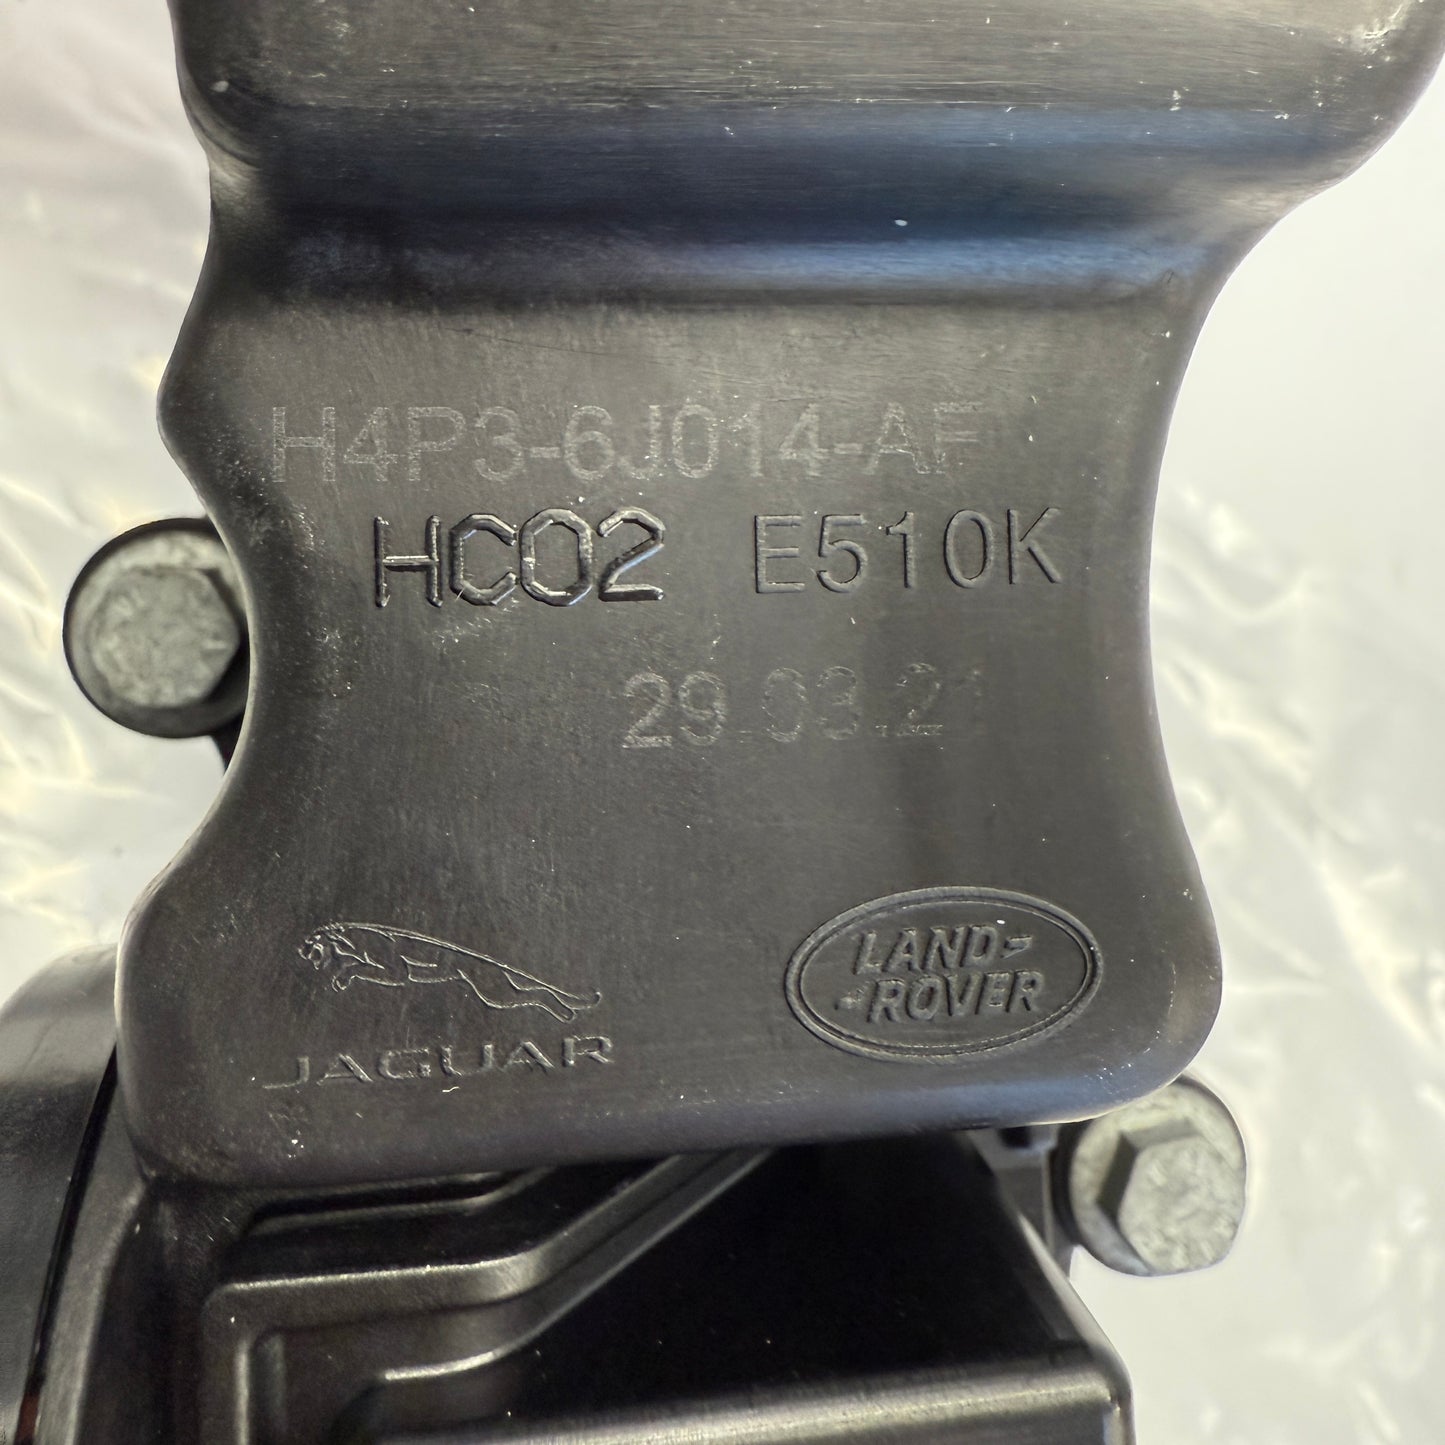 H4P3-6J014-AF
HC02 E510K
29.03.21
JAGUAR
LAND-
-ROVER